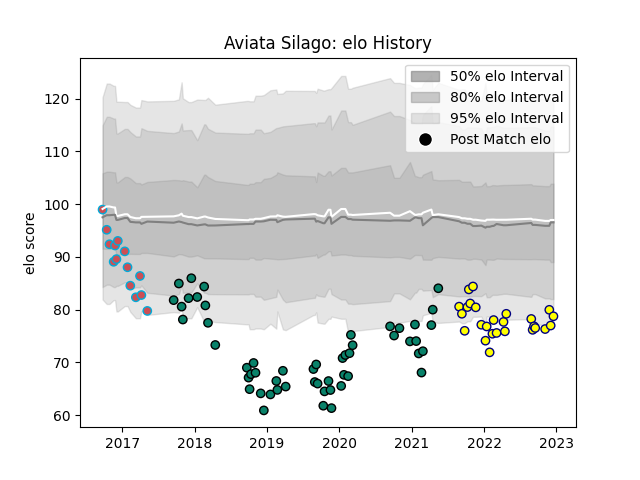 Aviata Silago: elo History
50% elo Interval
80% elo Interval
95% elo Interval
Post Match elo
elo score
120
110
100
90
80
70
60
2017 2018 2019 2020 2021 2022 2023